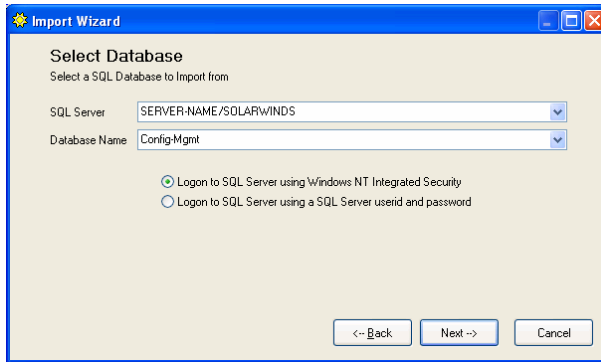 Import Wizard
Select Database
Select a SQL Database to Import from
SQL Server SERVER-NAME/SOLARWINDS
Database Name Config-Mgmt
Logon to SQL Server using Windows NT Integrated Security
Logon to SQL Server using a SQL Server userid and password
<-- Back Next --> Cancel